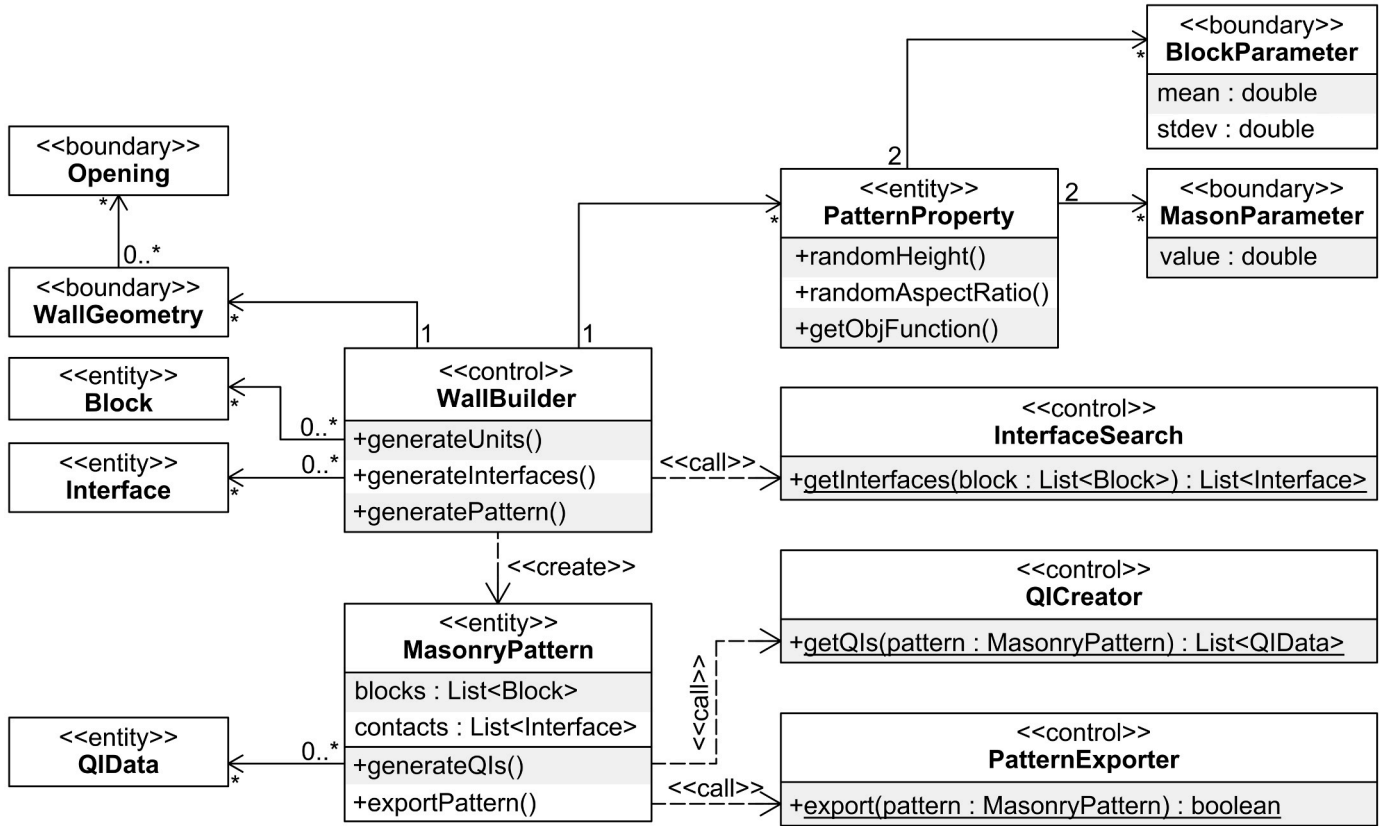 <<boundary>>
BlockParameter
mean : double
stdev : double
*
2
<<boundary>>
Opening
*
0..*
<<boundary>>
WallGeometry
*
1
<<entity>>
PatternProperty
+randomHeight()
+randomAspectRatio()
+getObjFunction()
*
1
2
<<boundary>>
MasonParameter
value : double
*
<<entity>>
Block
*
0..*
<<entity>>
Interface
*
0..*
<<control>>
WallBuilder
+generateUnits()
+generateInterfaces()
+generatePattern()
<<call>>
<<control>>
InterfaceSearch
+getInterfaces(block : List<Block>) : List<Interface>
<<create>>
<<entity>>
MasonryPattern
blocks : List<Block>
contacts : List<Interface>
+generateQIs()
+exportPattern()
<<call>>
<<control>>
QICreator
+getQIs(pattern : MasonryPattern) : List<QIData>
<<entity>>
QIData
*
0..*
<<call>>
<<control>>
PatternExporter
+export(pattern : MasonryPattern) : boolean